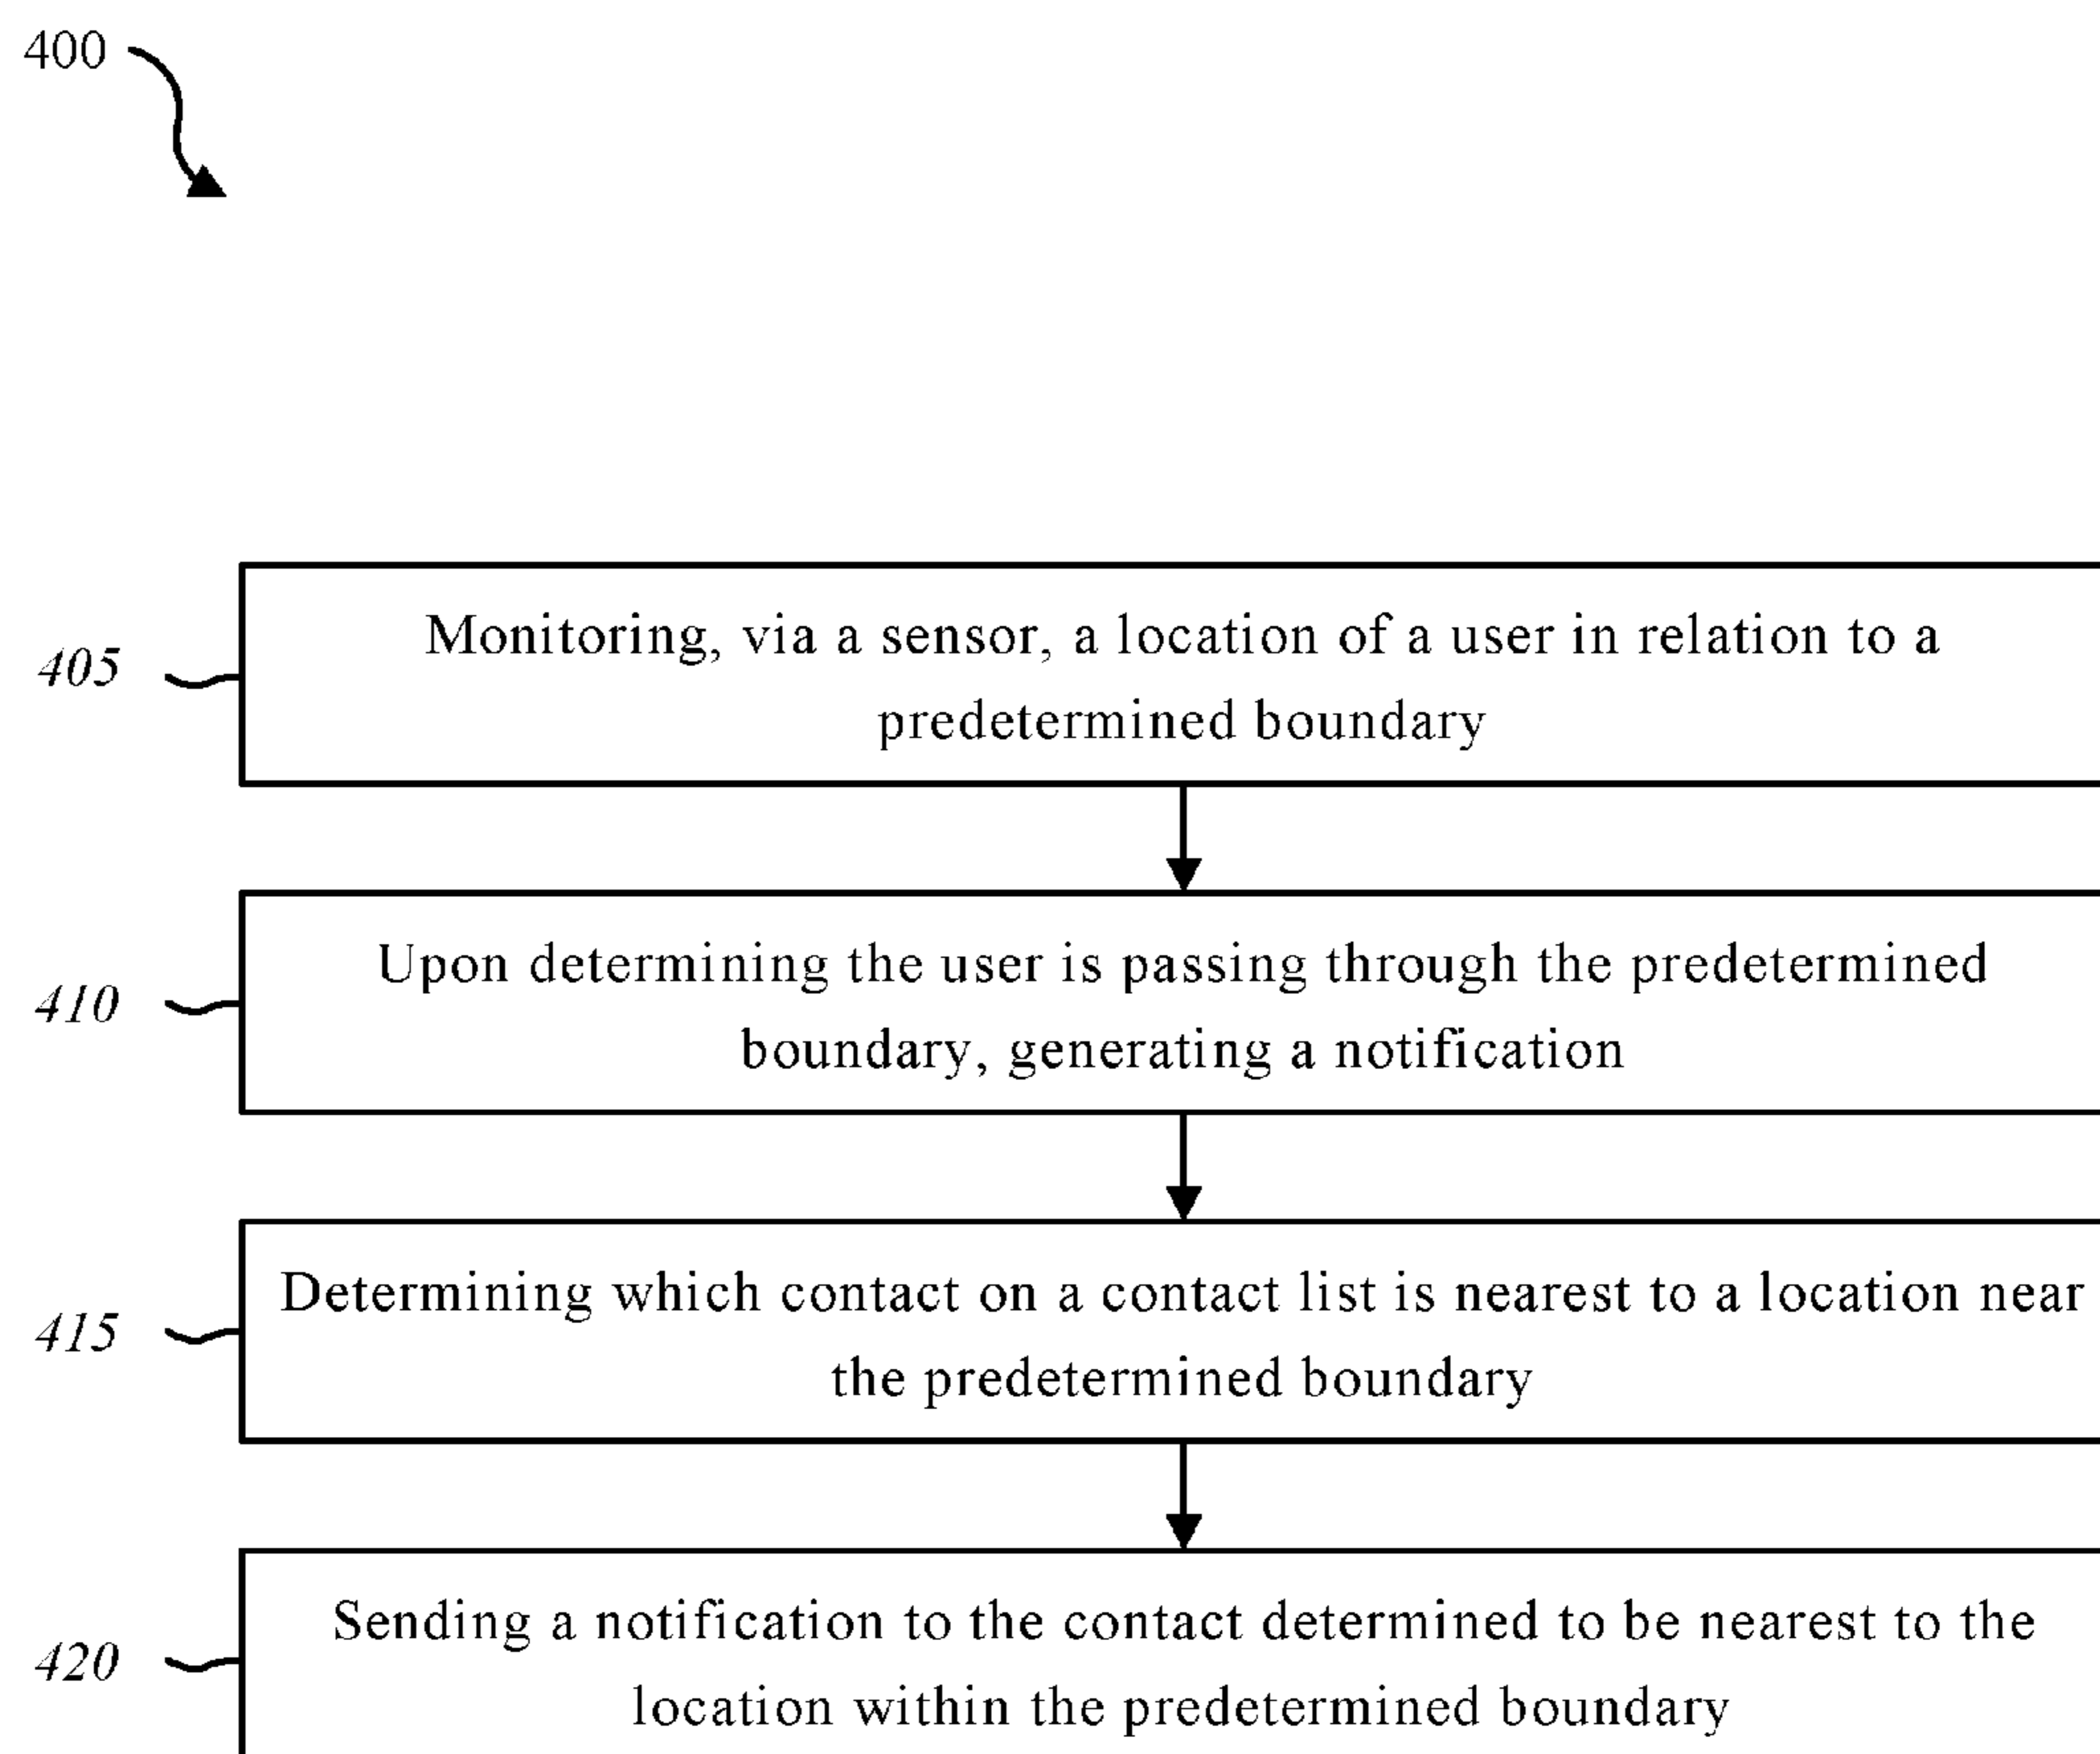 400
405
Monitoring, via a sensor, a location of a user in relation to a
predetermined boundary
410
Upon determining the user is passing through the predetermined
boundary, generating a notification
415
Determining which contact on a contact list is nearest to a location near
the predetermined boundary
420
Sending a notification to the contact determined to be nearest to the
location within the predetermined boundary